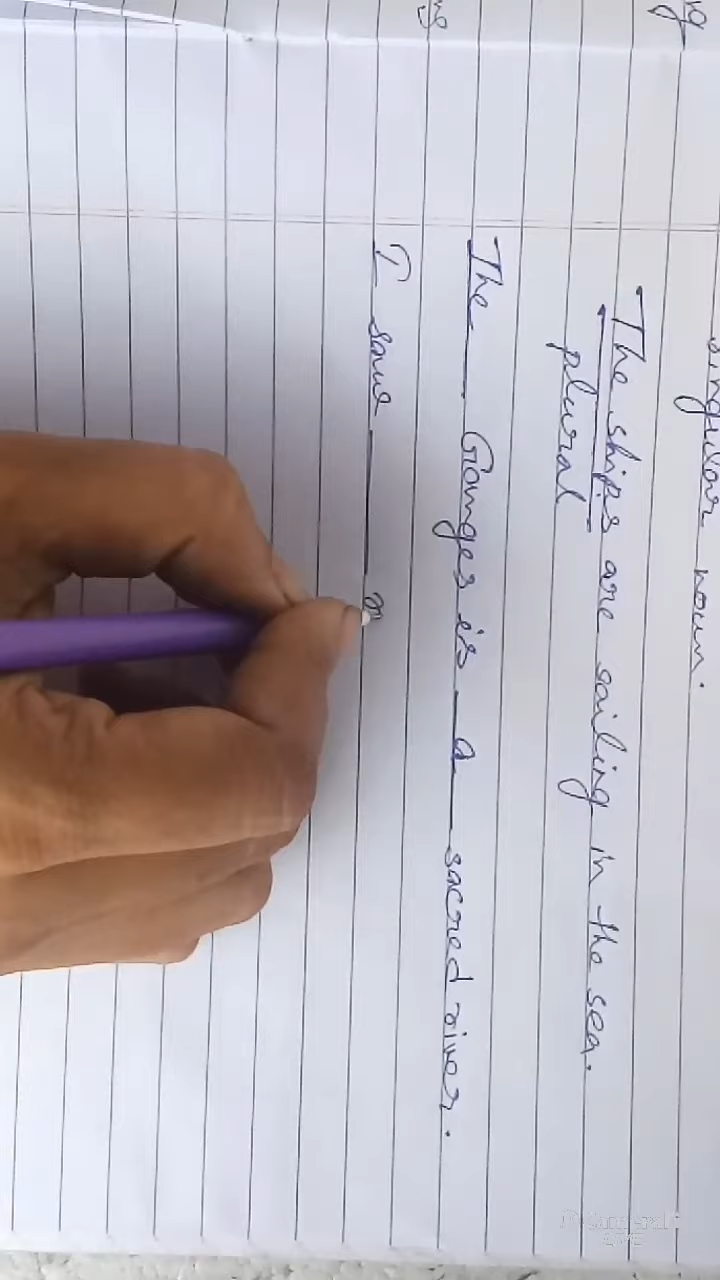 singular noun.
The ships are sailing in the sea.
plural
The Ganges is a sacred river.
I saw